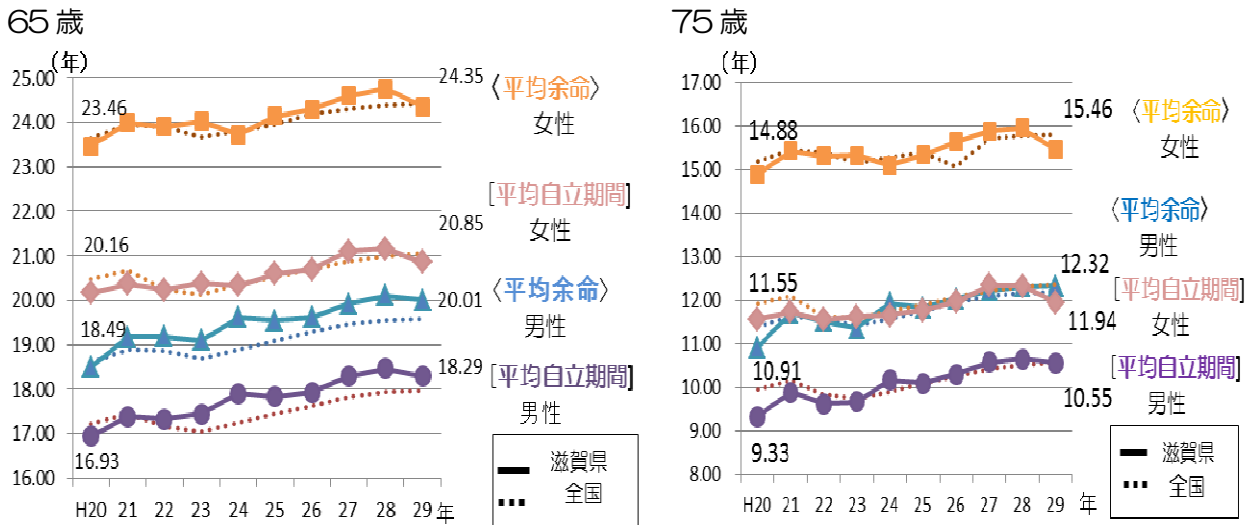 65歳
(年)
25.00
24.00
23.00
22.00
21.00
20.00
19.00
18.00
17.00
16.00
H20 21 22 23 24 25 26 27 28 29 年
23.46
24.35
20.16
20.85
18.49
20.01
16.93
18.29
〈平均余命〉
女性
[平均自立期間]
女性
〈平均余命〉
男性
[平均自立期間]
男性
滋賀県
全国
75歳
(年)
17.00
16.00
15.00
14.00
13.00
12.00
11.00
10.00
9.00
8.00
H20 21 22 23 24 25 26 27 28 29 年
14.88
15.46
11.55
12.32
11.94
10.91
10.55
9.33
〈平均余命〉
女性
〈平均余命〉
男性
[平均自立期間]
女性
[平均自立期間]
男性
滋賀県
全国